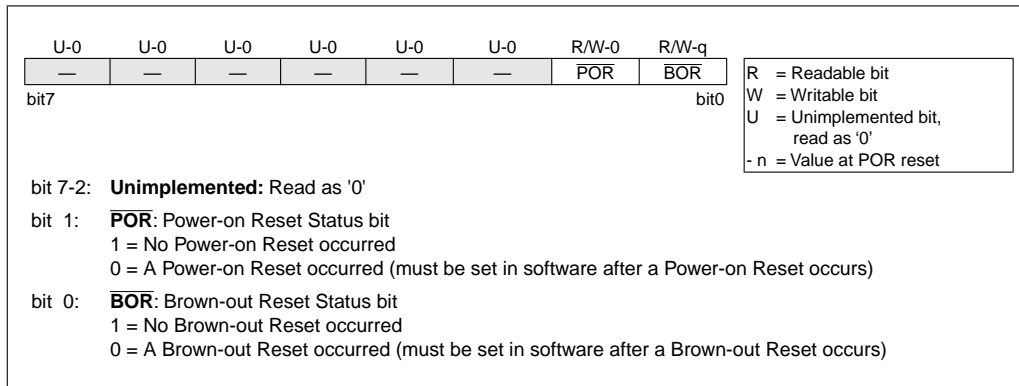 U-0 U-0 U-0 U-0 U-0 U-0 R/W-0 R/W-q
— — — — — — P̅O̅R̅ B̅O̅R̅
bit7 bit0
R = Readable bit
W = Writable bit
U = Unimplemented bit,
read as ‘0’
- n = Value at POR reset
bit 7-2: Unimplemented: Read as '0'
bit 1: P̅O̅R̅: Power-on Reset Status bit
1 = No Power-on Reset occurred
0 = A Power-on Reset occurred (must be set in software after a Power-on Reset occurs)
bit 0: B̅O̅R̅: Brown-out Reset Status bit
1 = No Brown-out Reset occurred
0 = A Brown-out Reset occurred (must be set in software after a Brown-out Reset occurs)